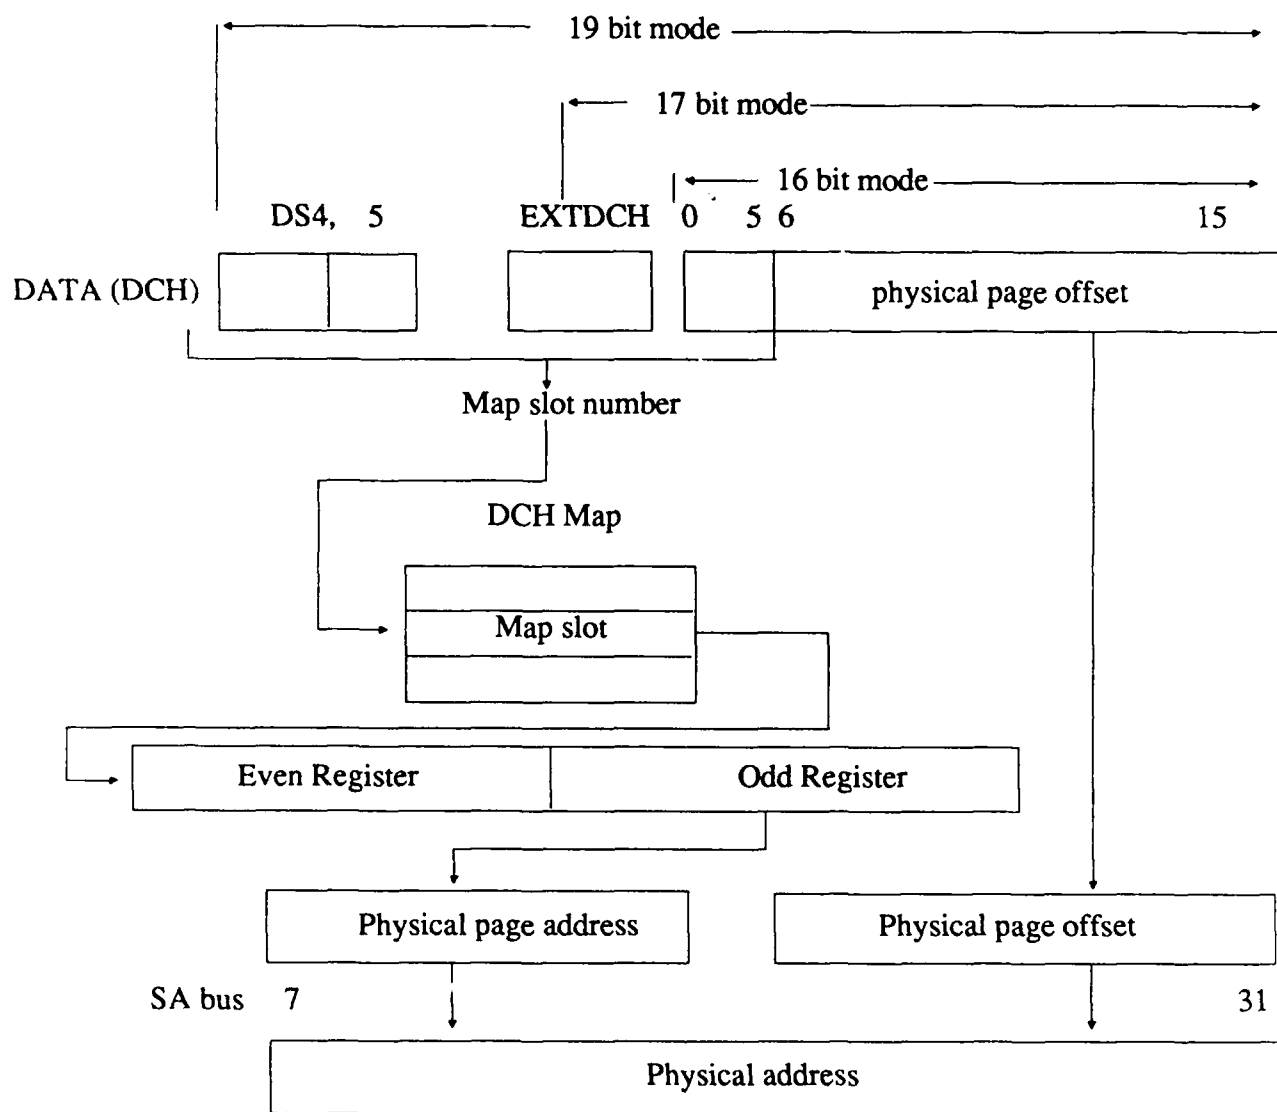 19 bit mode
17 bit mode
16 bit mode
DS4, 5 EXTDCH 0 5 6 15
DATA (DCH) physical page offset
Map slot number
DCH Map
Map slot
Even Register Odd Register
Physical page address Physical page offset
SA bus 7 31
Physical address